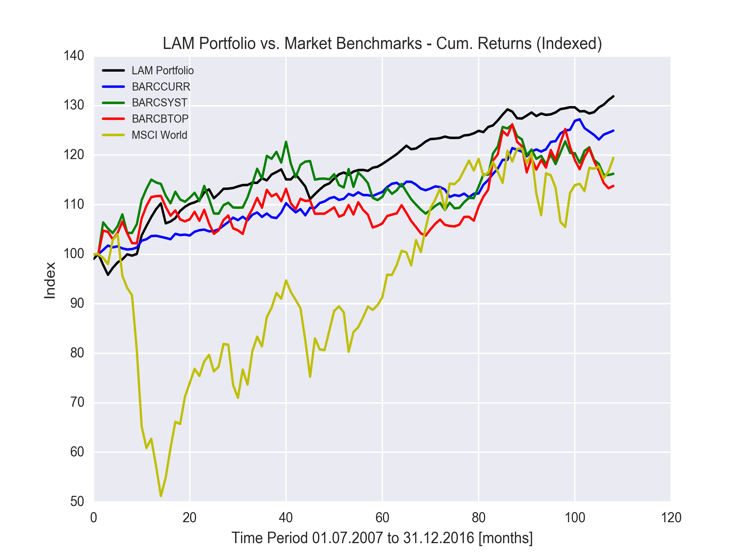 LAM Portfolio vs. Market Benchmarks - Cum. Returns (Indexed)
140
130
120
110
100
90
80
70
60
50
Index
LAM Portfolio
BARCCURR
BARCSYST
BARCBTOP
MSCI World
0 20 40 60 80 100 120
Time Period 01.07.2007 to 31.12.2016 [months]